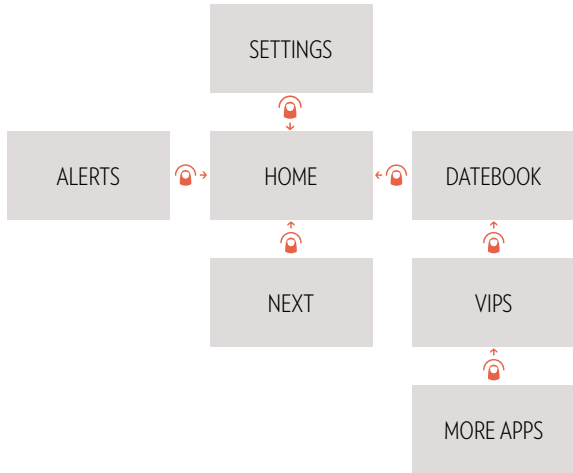 SETTINGS
ALERTS
HOME
DATEBOOK
NEXT
VIPS
MORE APPS